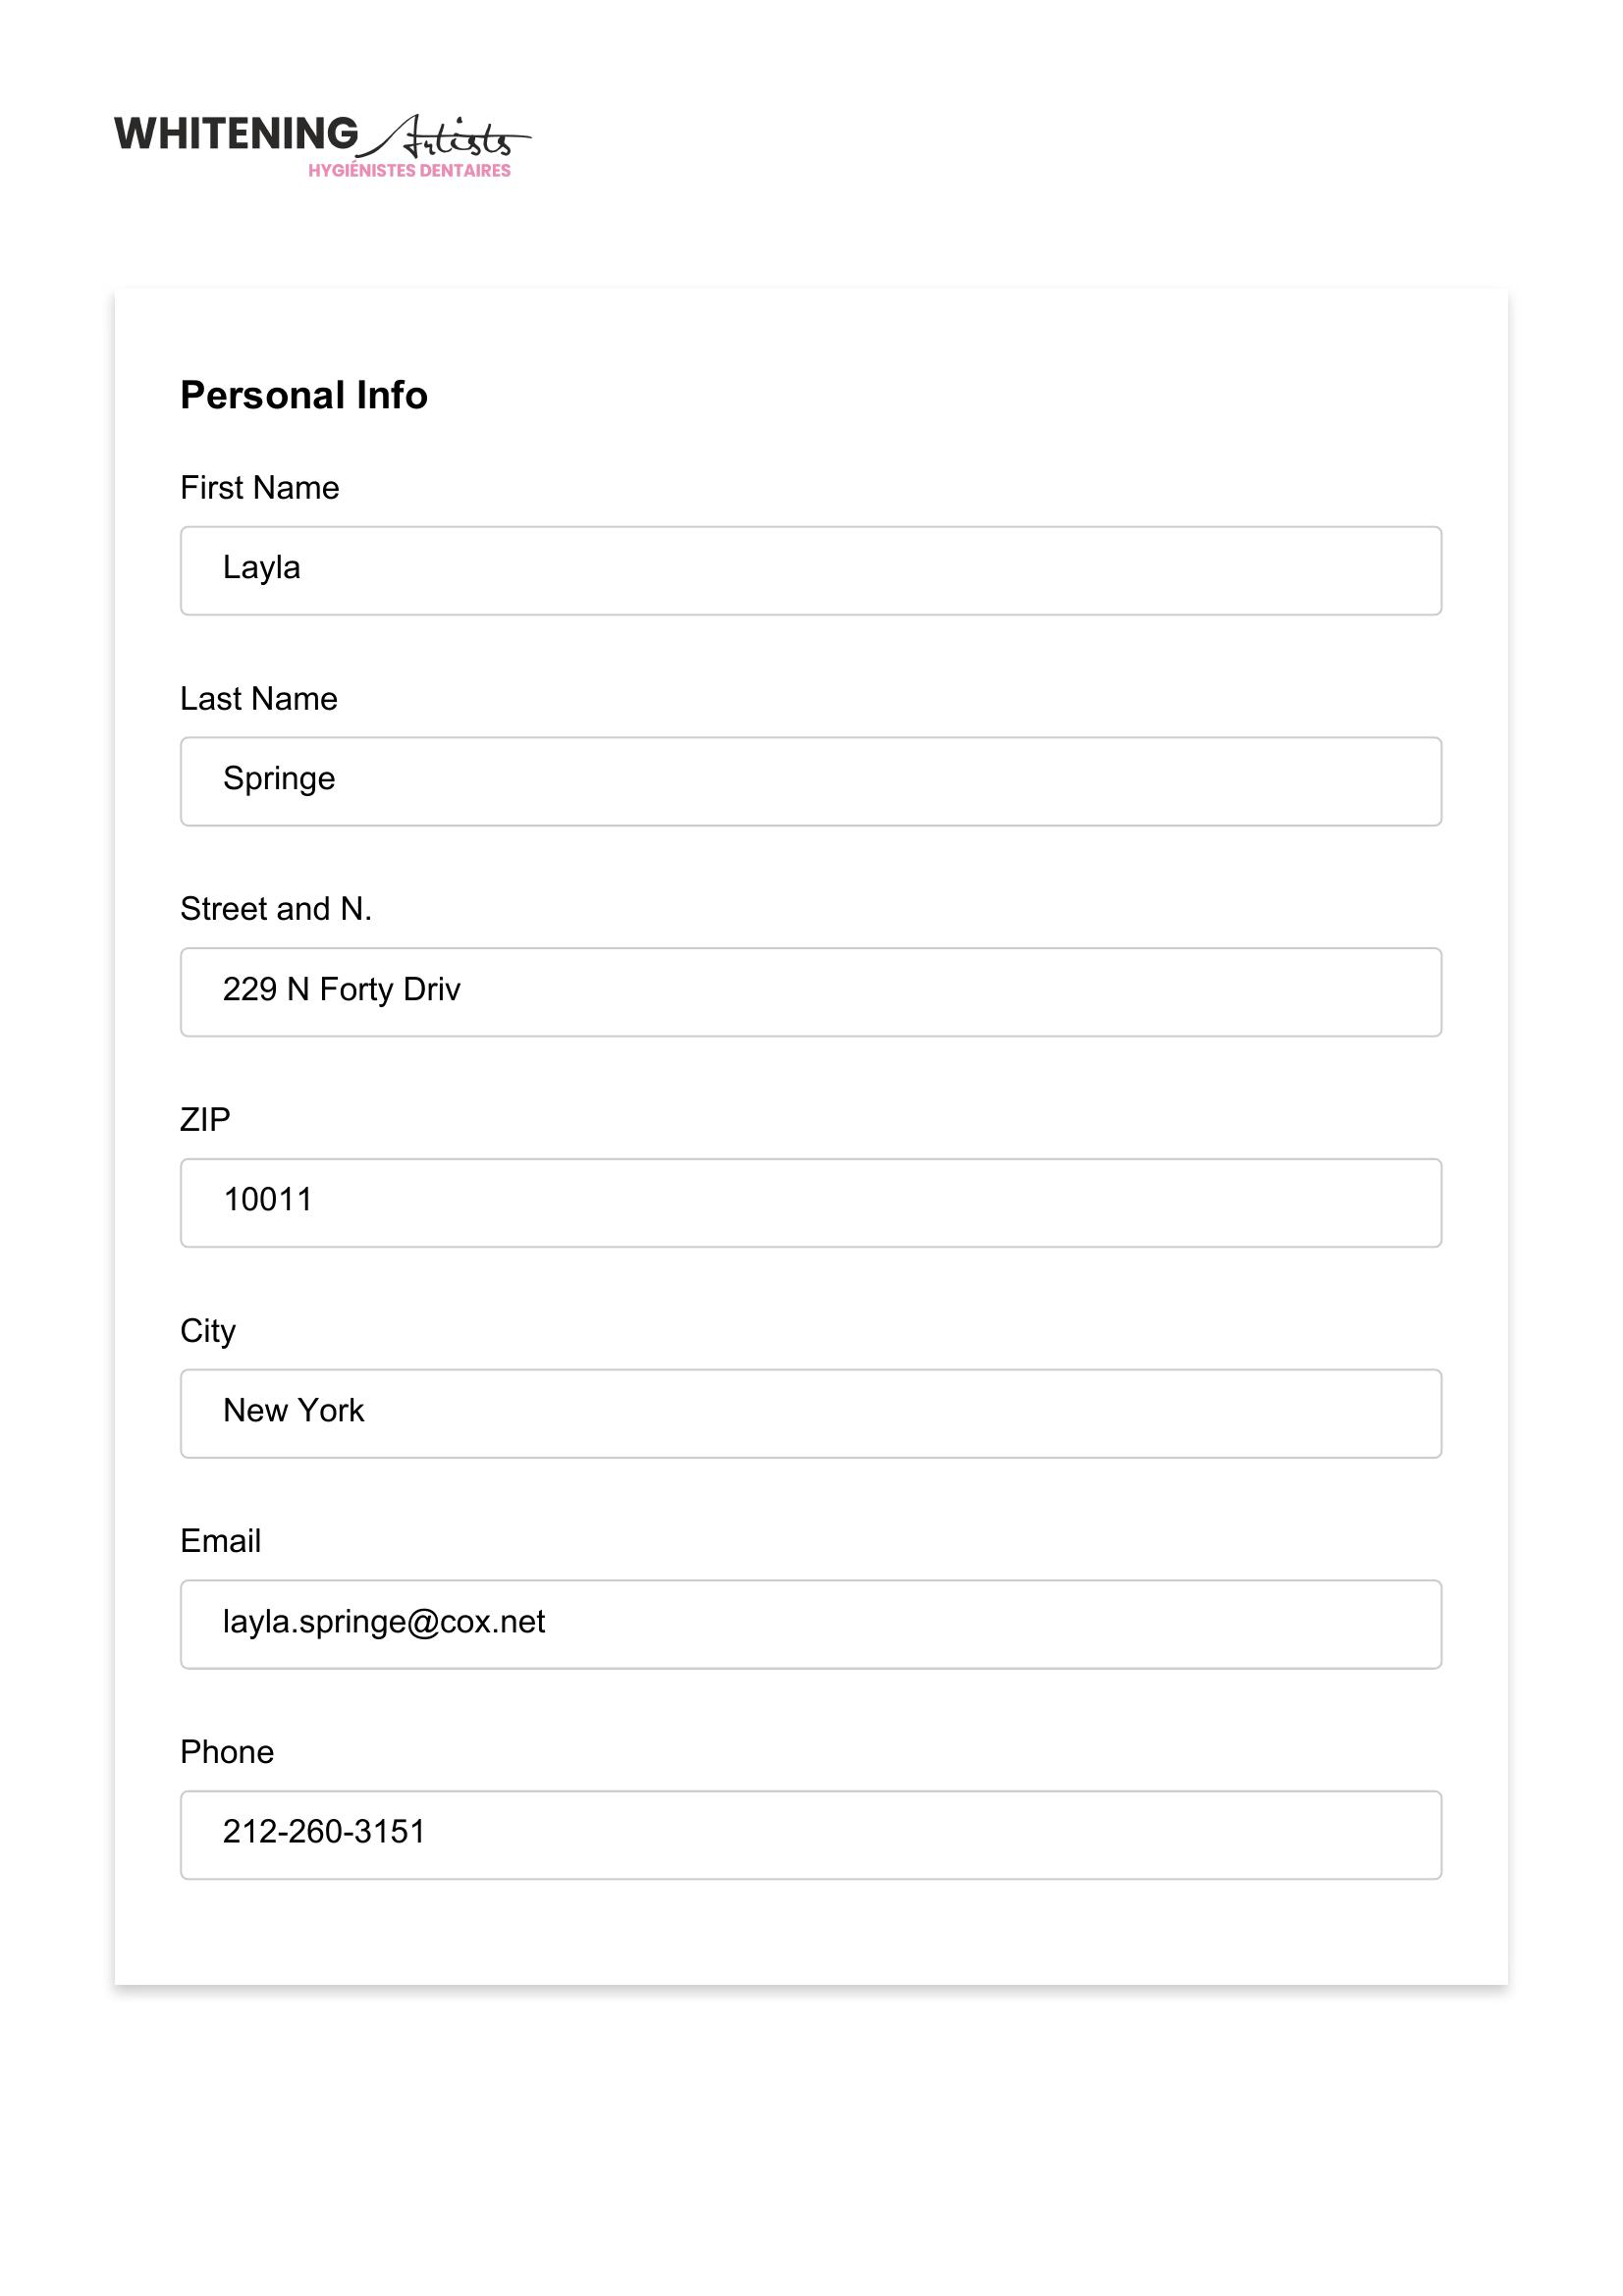 WHITENING Artists
HYGIÉNISTES DENTAIRES
Personal Info
First Name
Layla
Last Name
Springe
Street and N.
229 N Forty Driv
ZIP
10011
City
New York
Email
layla.springe@cox.net
Phone
212-260-3151